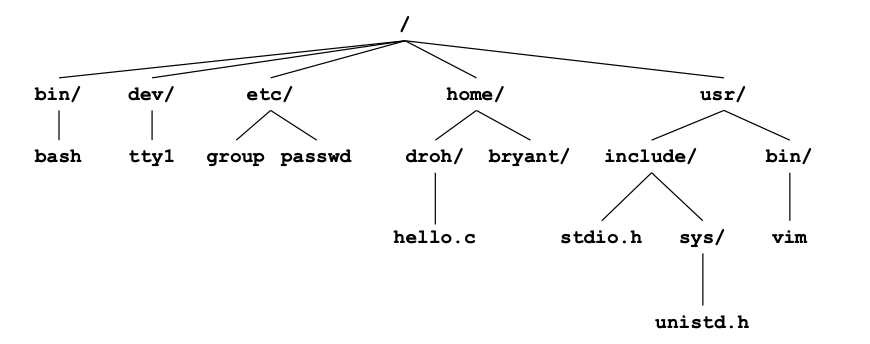 /
bin/ dev/ etc/ home/ usr/
bash tty1 group passwd droh/ bryant/ include/ bin/
hello.c stdio.h sys/ vim
unistd.h